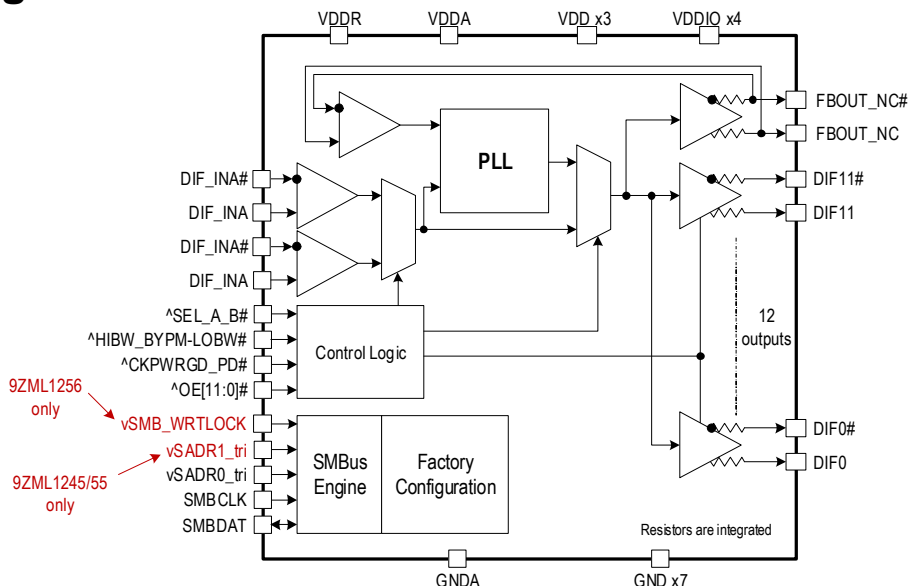 VDDR
VDDA
VDD x3
VDDIO x4
FBOUT_NC#
FBOUT_NC
PLL
DIF_INA#
DIF_INA
DIF_INA#
DIF_INA
DIF11#
DIF11
12
outputs
^SEL_A_B#
^HIBW_BYPM-LOBW#
^CKPWRGD_PD#
^OE[11:0]#
Control Logic
9ZML1256
only
vSMB_WRTLOCK
vSADR1_tri
vSADR0_tri
SMBCLK
SMBDAT
9ZML1245/55
only
SMBus
Engine
Factory
Configuration
DIF0#
DIF0
Resistors are integrated
GNDA
GND x7